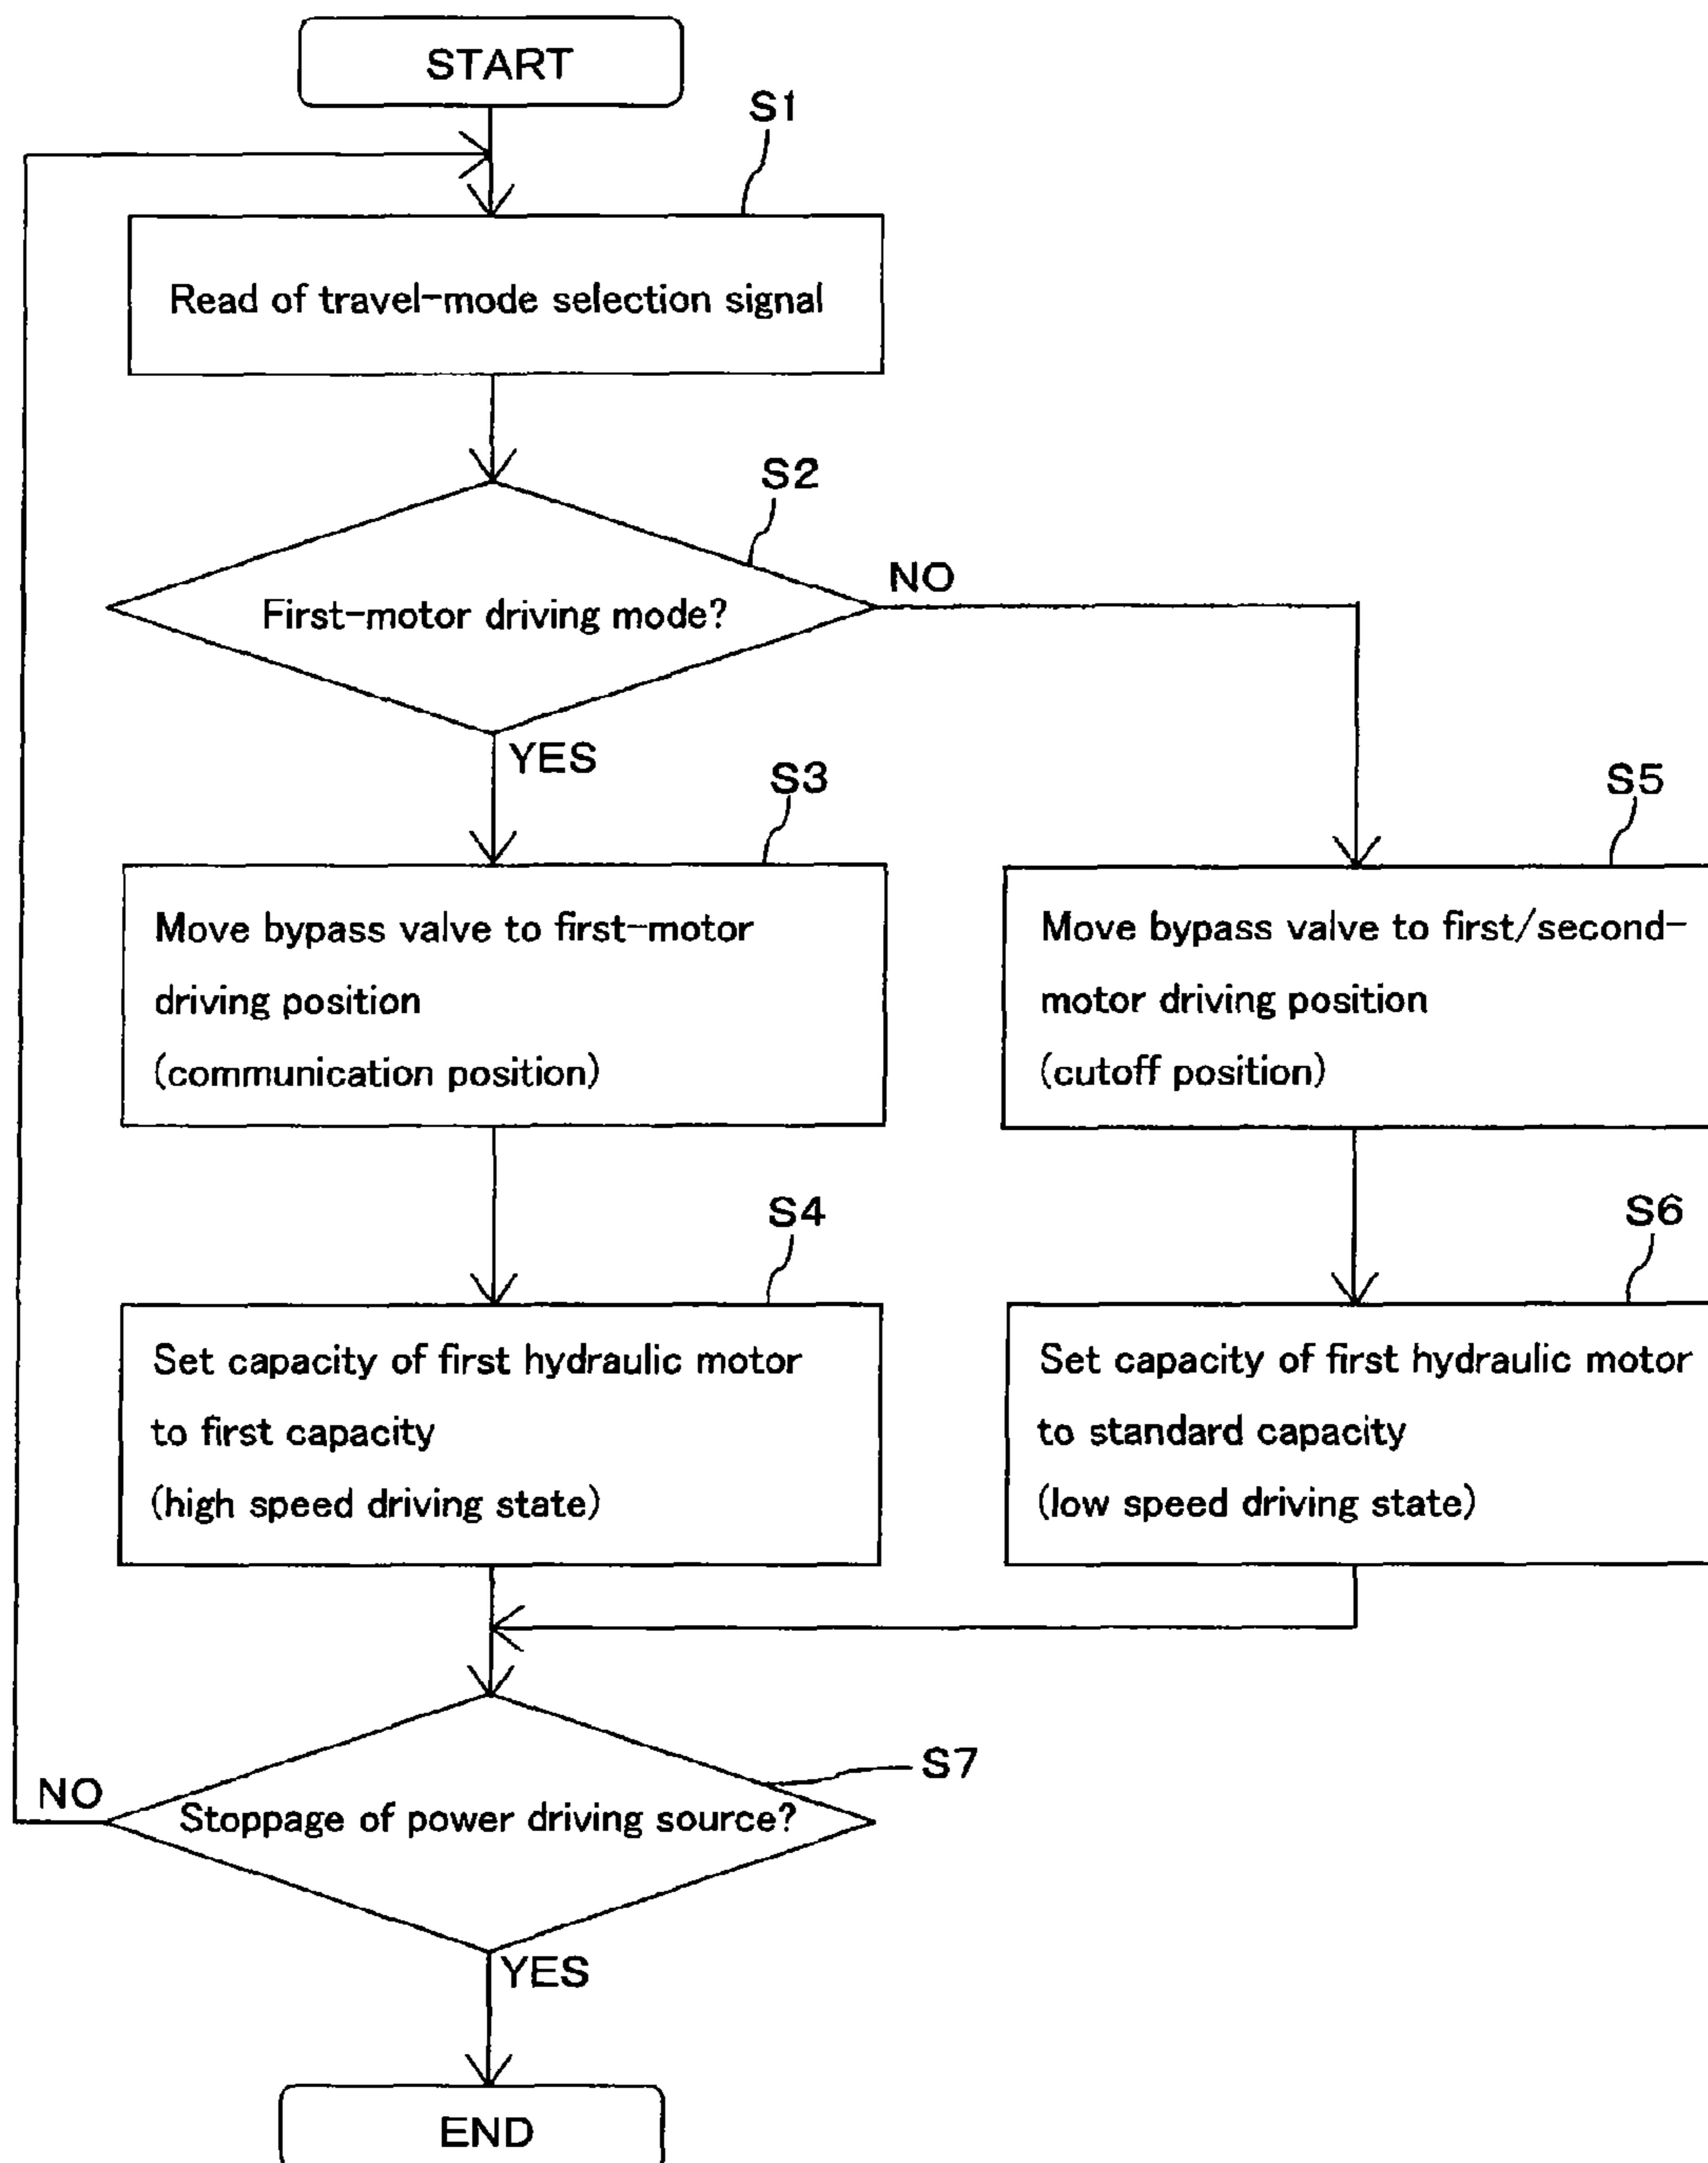 START
S1
Read of travel-mode selection signal
S2
First-motor driving mode?
NO
YES
S3
Move bypass valve to first-motor
driving position
(communication position)
S5
Move bypass valve to first/second-
motor driving position
(cutoff position)
S4
Set capacity of first hydraulic motor
to first capacity
(high speed driving state)
S6
Set capacity of first hydraulic motor
to standard capacity
(low speed driving state)
S7
Stoppage of power driving source?
NO
YES
END